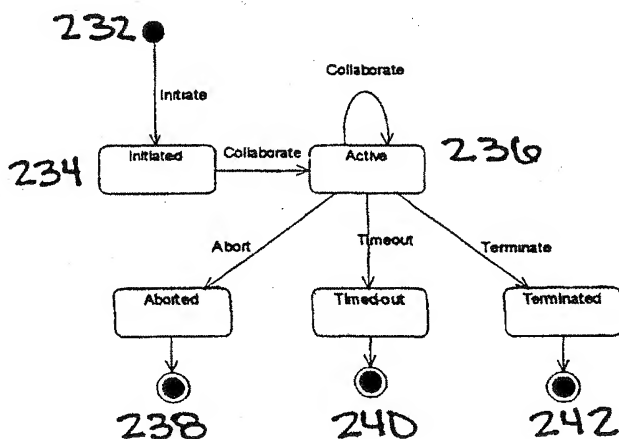 232
Initiate
Collaborate
234
Initiated
Collaborate
Active
236
Abort
Timeout
Terminate
Aborted
Timed-out
Terminated
238
240
242